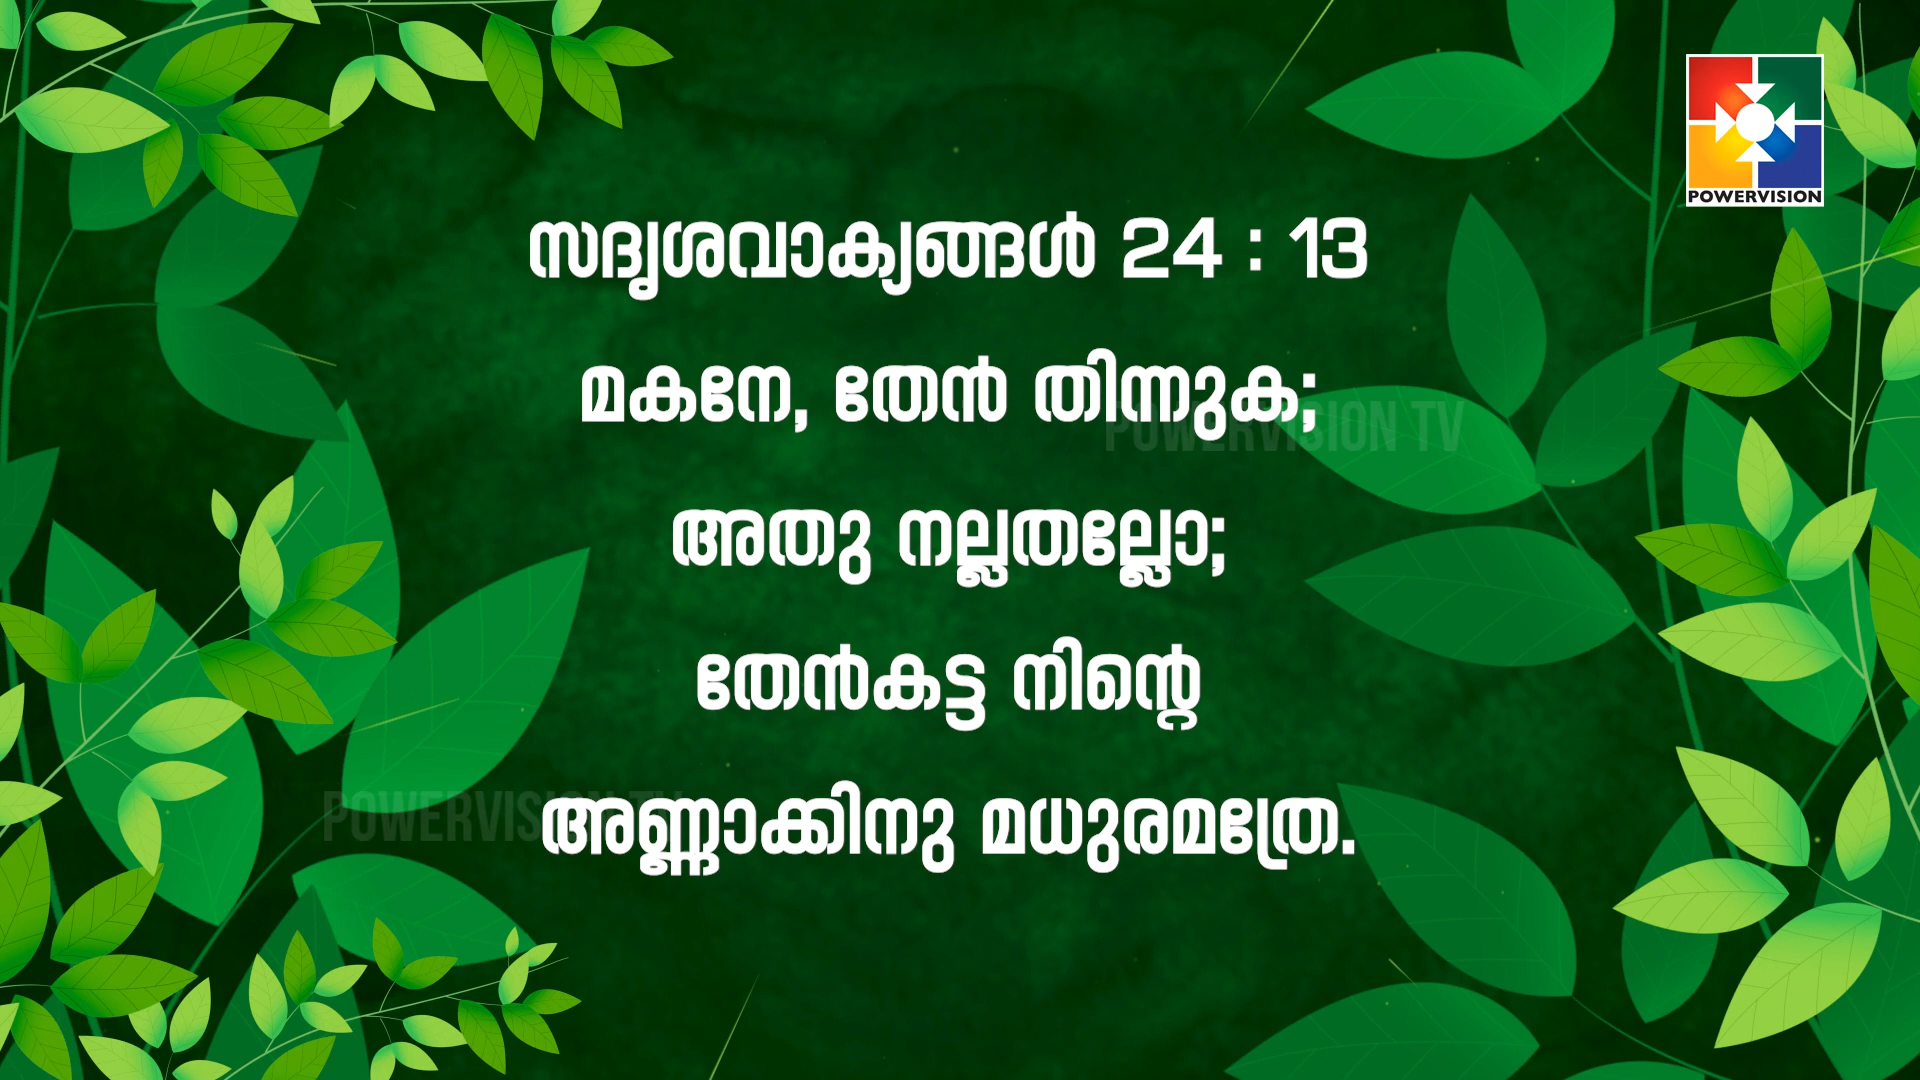 POWERVISION
സദൃശവാക്യങ്ങൾ 24 : 13
മകനേ, തേൻ തിന്നുക;
POWERVISION TV
അതു നല്ലതല്ലോ;
തേൻകട്ട നിന്റെ
അണ്ണാക്കിനു മധുരമത്രേ.
POWERVISION TV